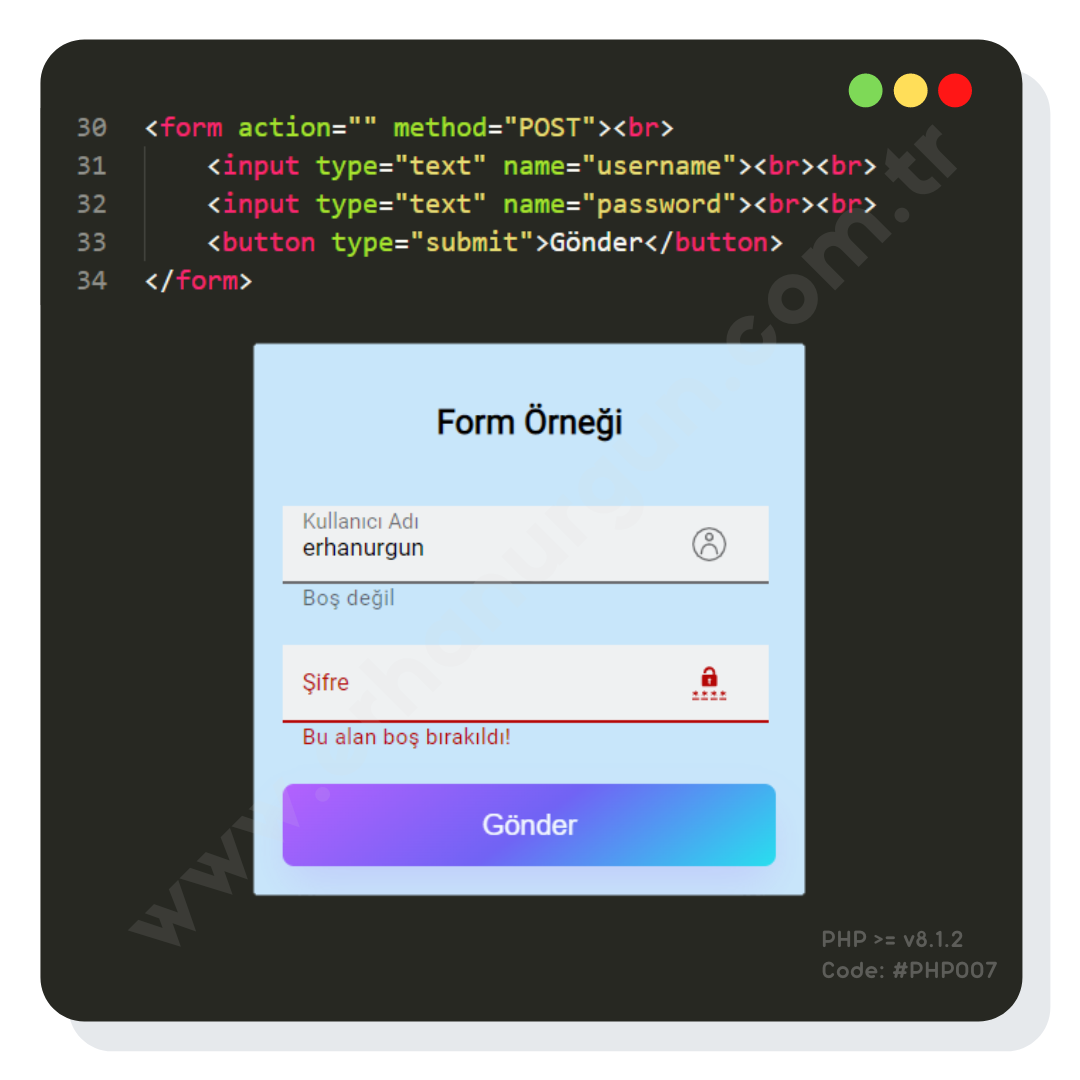 30 <form action="" method="POST"><br>
31 <input type="text" name="username"><br><br>
32 <input type="text" name="password"><br><br>
33 <button type="submit">Gönder</button>
34 </form>
Form Örneği
Kullanıcı Adı
erhanurgun
Boş değil
Şifre
****
Bu alan boş bırakıldı!
Gönder
www.erhanurgun.com.tr
PHP >= v8.1.2
Code: #PHP007